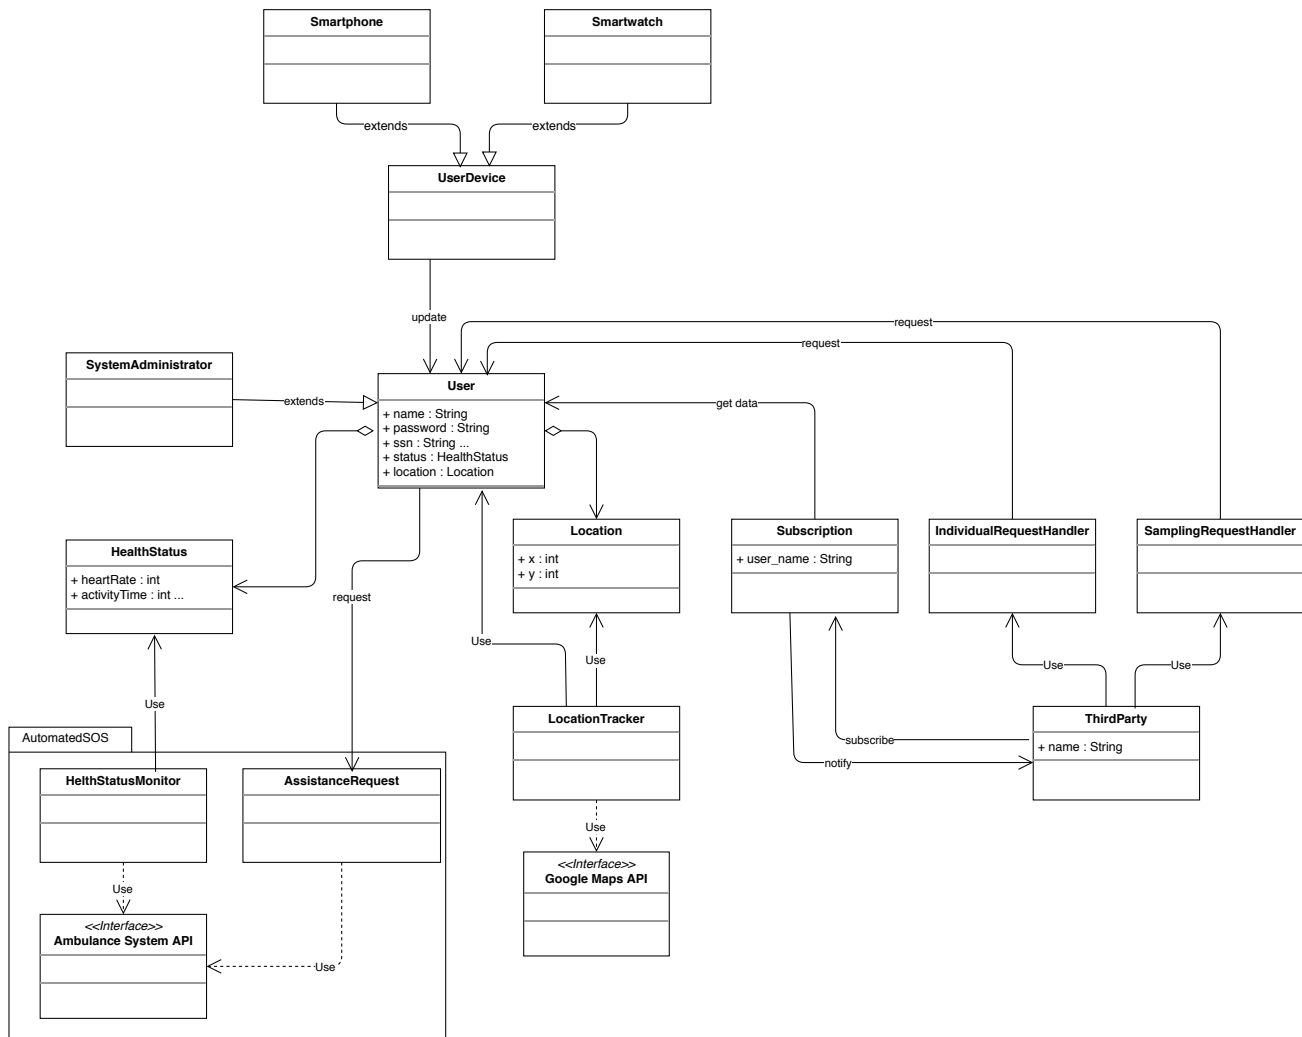 Smartphone
Smartwatch
extends
extends
UserDevice
update
request
request
SystemAdministrator
extends
User
+ name : String
+ password : String
+ ssn : String ...
+ status : HealthStatus
+ location : Location
get data
HealthStatus
+ heartRate : int
+ activityTime : int ...
request
Location
+ x : int
+ y : int
Subscription
+ user_name : String
IndividualRequestHandler
SamplingRequestHandler
Use
Use
Use
Use
Use
LocationTracker
ThirdParty
+ name : String
subscribe
notify
AutomatedSOS
HelthStatusMonitor
AssistanceRequest
Use
Use
<<Interface>>
Google Maps API
<<Interface>>
Ambulance System API
Use